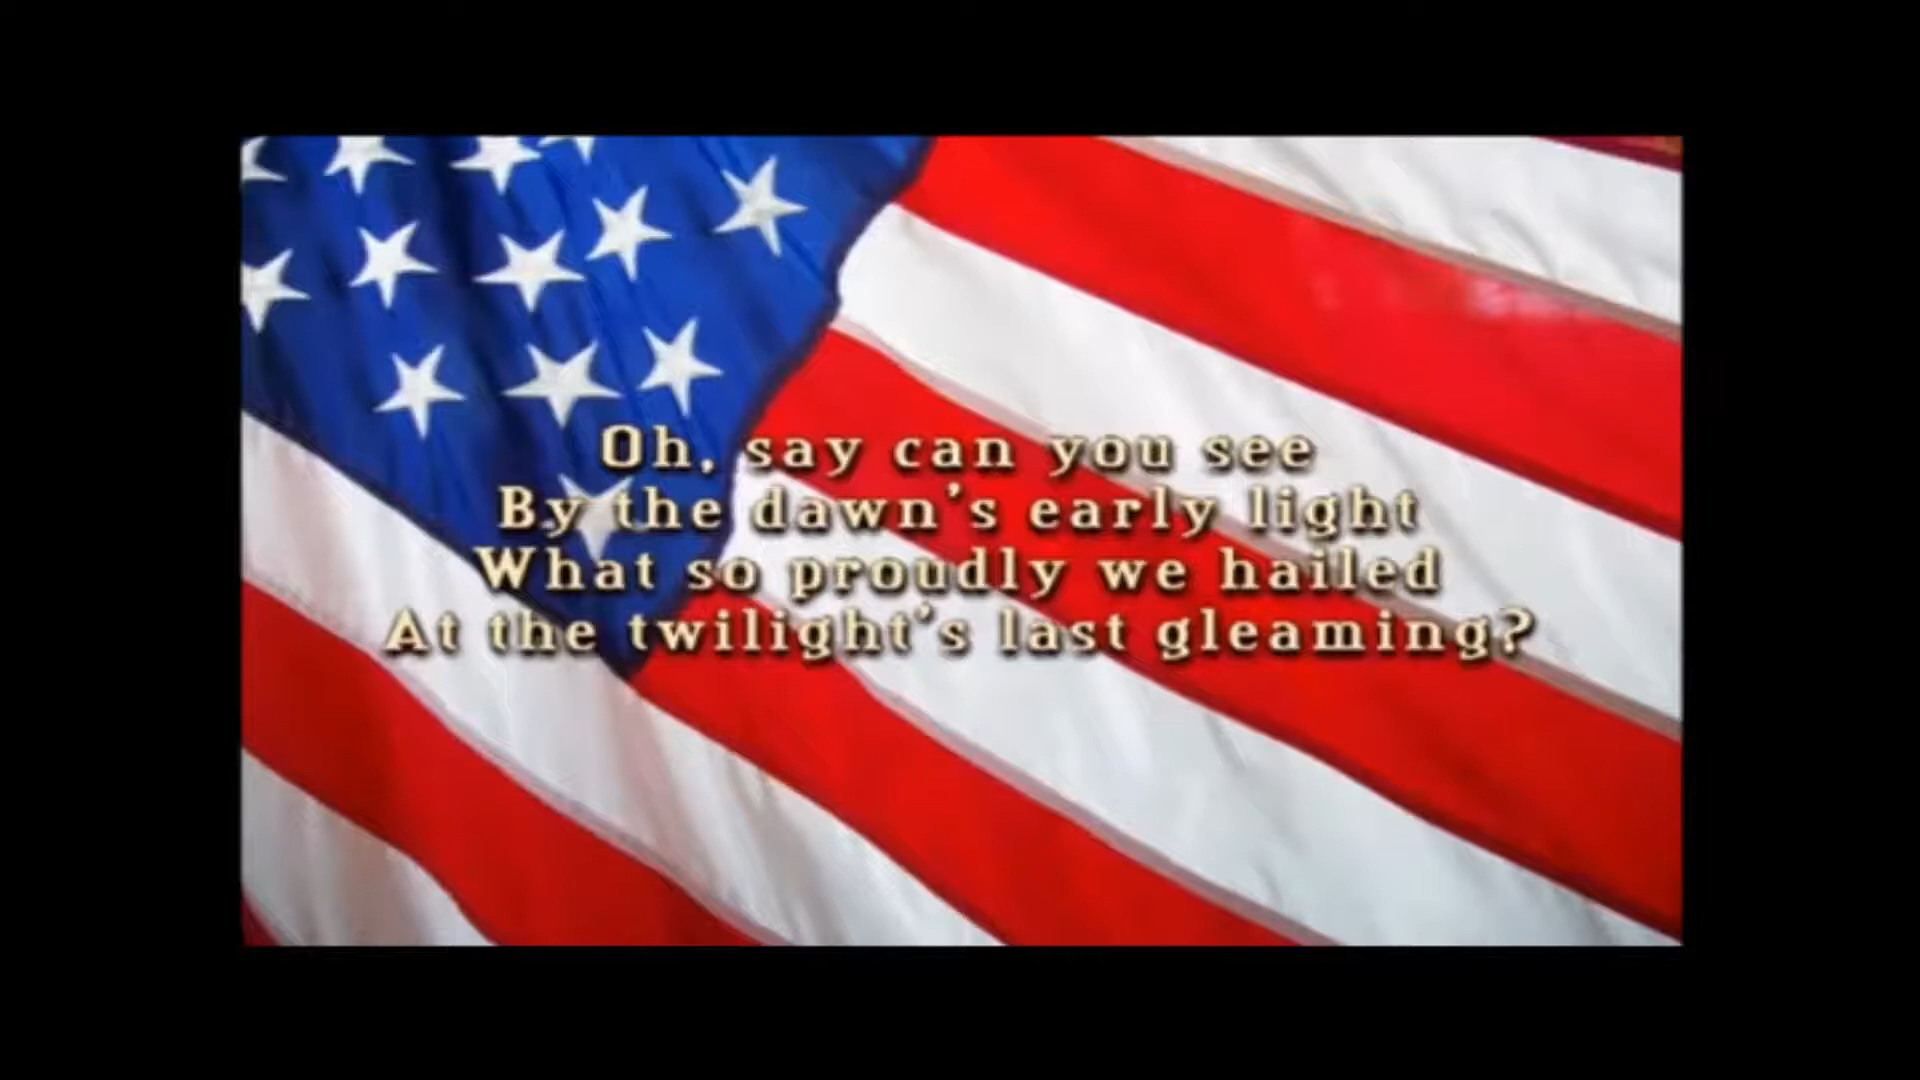 Oh, say can you see
By the dawn's early light
What so proudly we hailed
At the twilight's last gleaming?